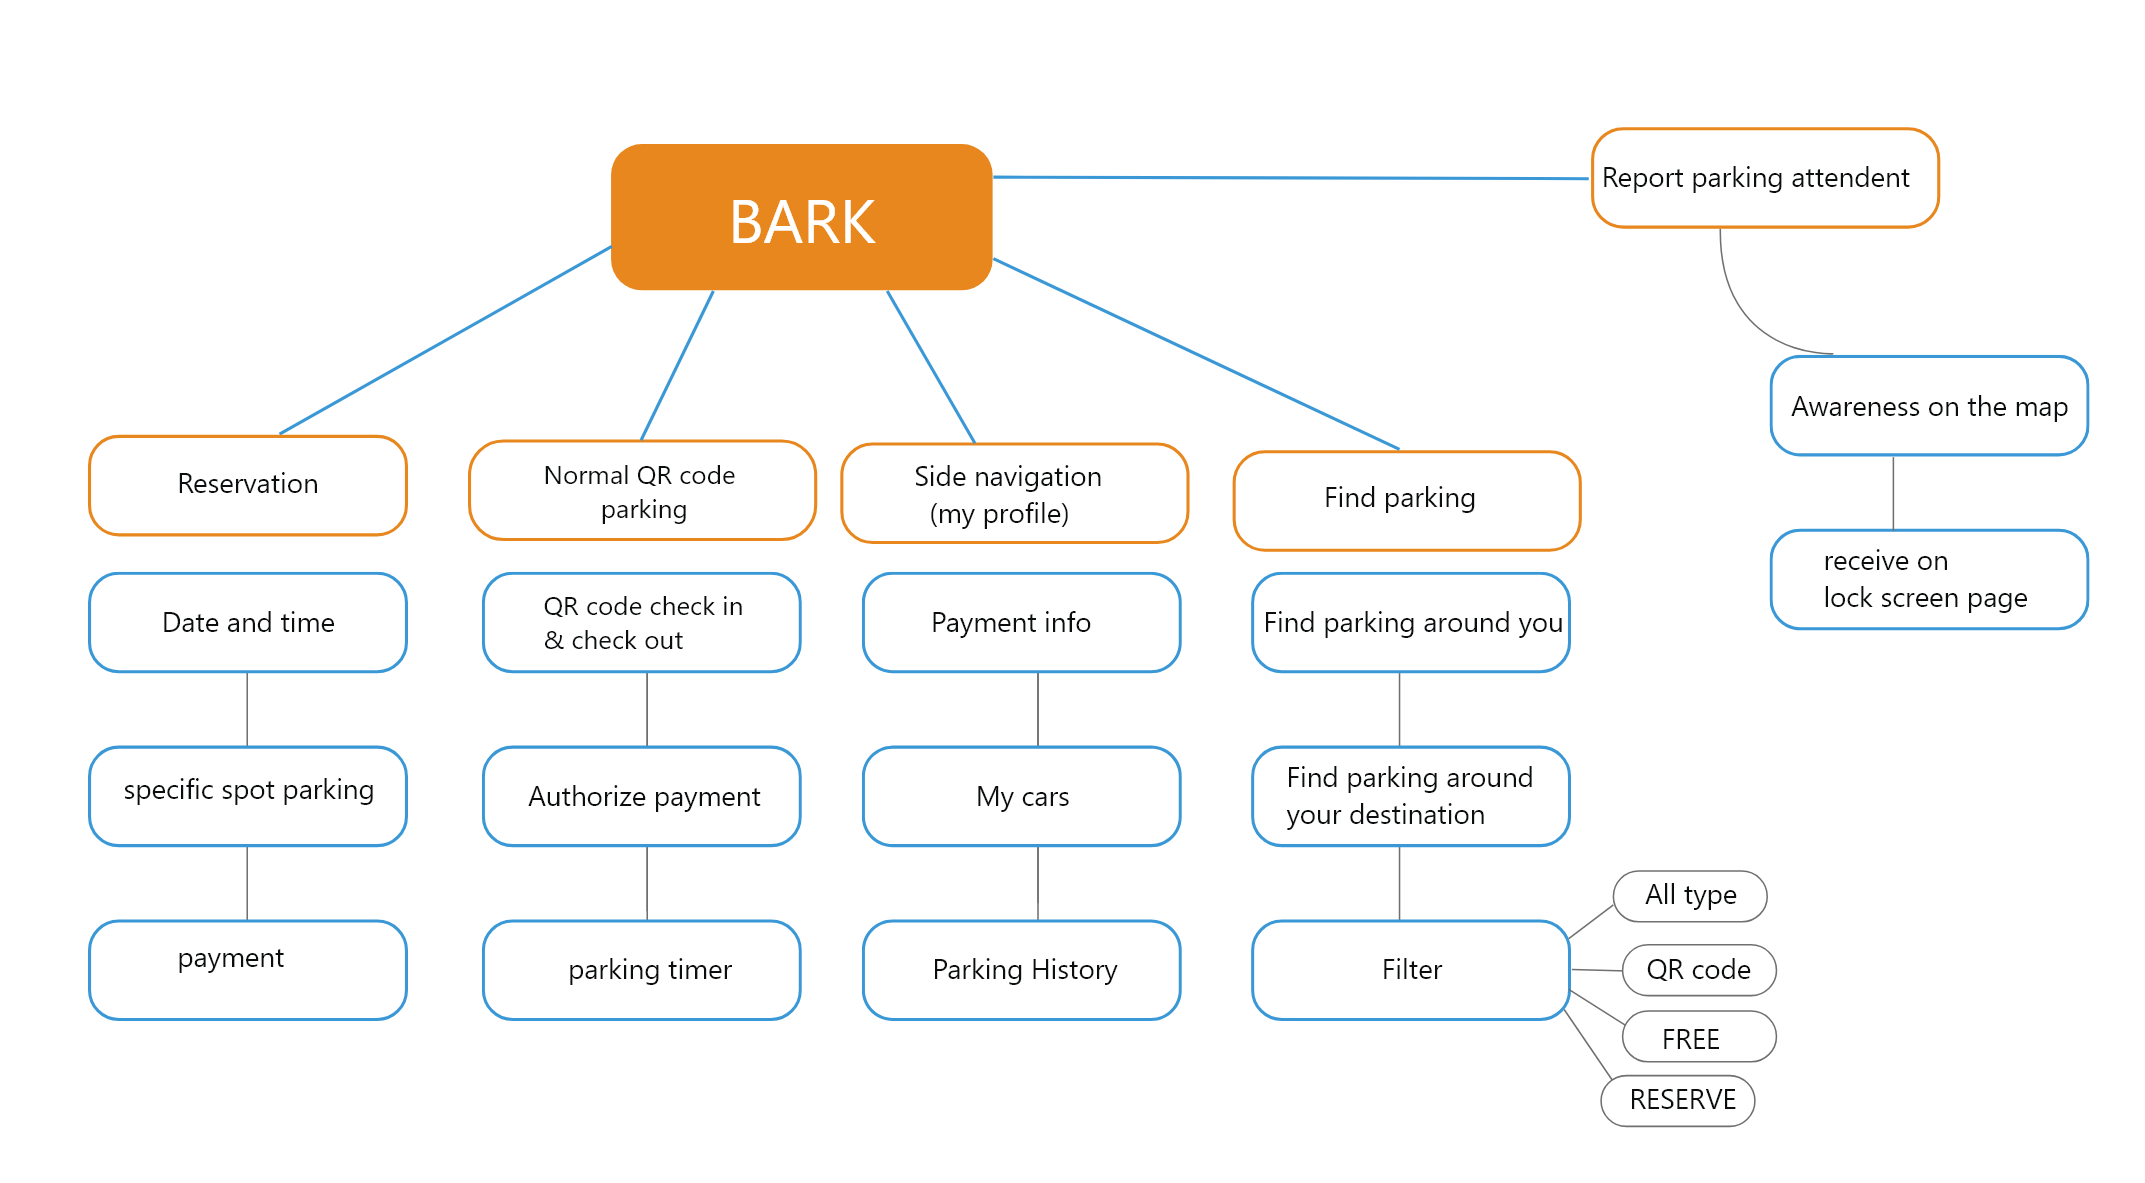 BARK
Report parking attendent
Awareness on the map
receive on
lock screen page
Reservation
Date and time
specific spot parking
payment
Normal QR code
parking
QR code check in
& check out
Authorize payment
parking timer
Side navigation
(my profile)
Payment info
My cars
Parking History
Find parking
Find parking around you
Find parking around
your destination
Filter
All type
QR code
FREE
RESERVE